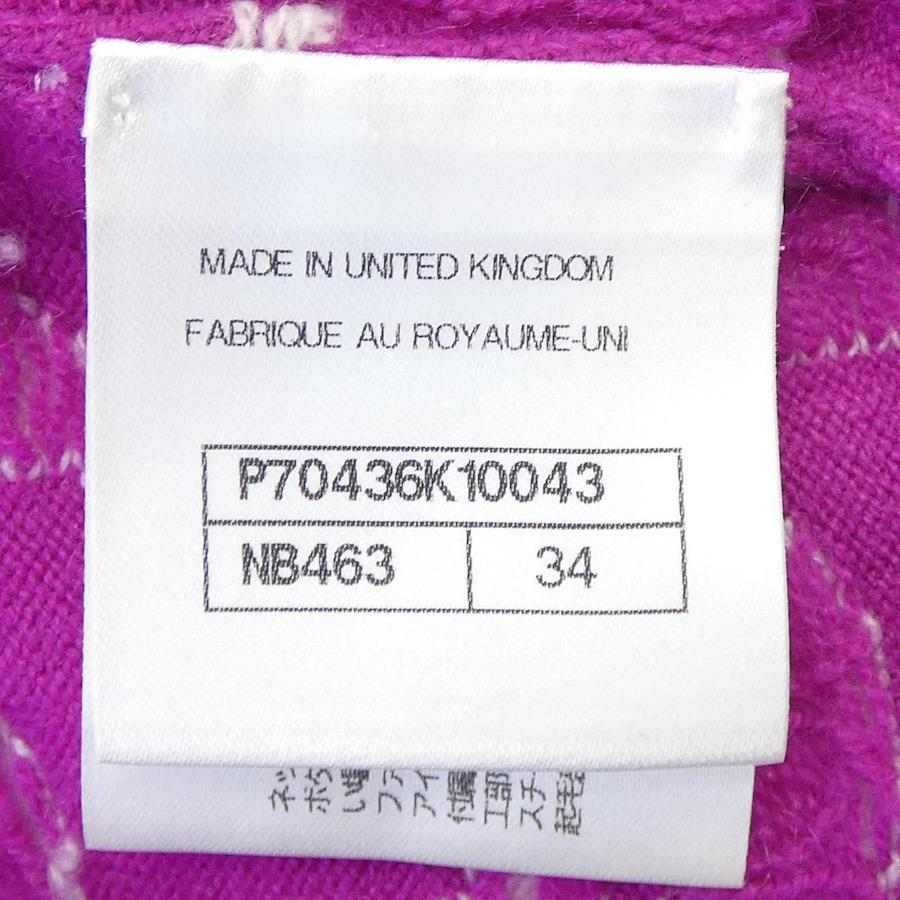 MADE IN UNITED KINGDOM
FABRIQUE AU ROYAUME-UNI
P70436K10043
NB463 34